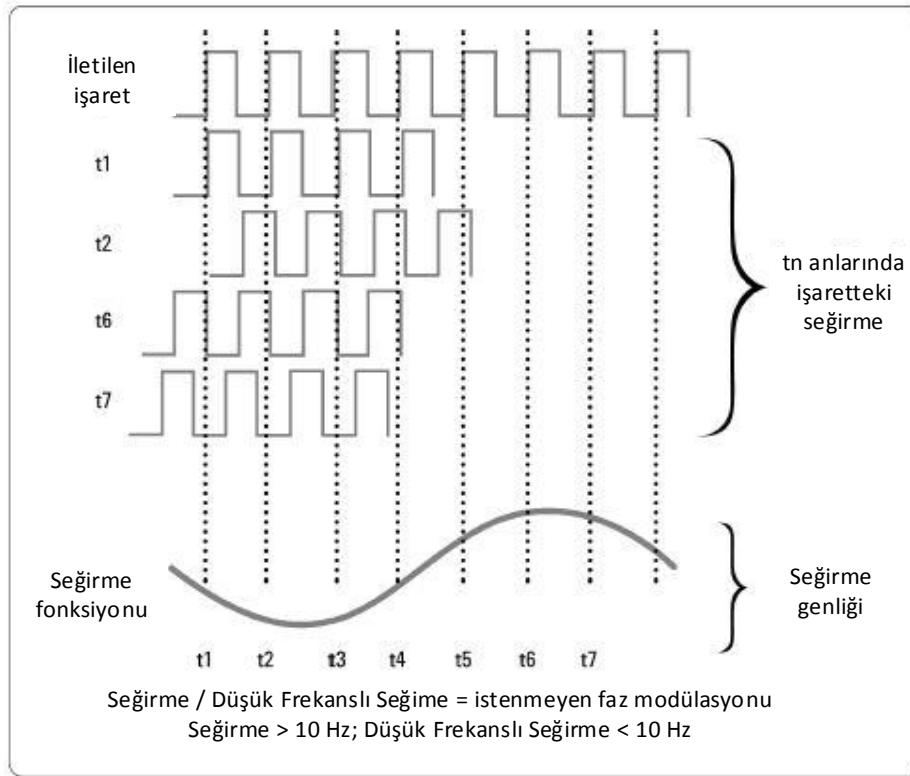 İletilen
işaret
t1
t2
t6
t7
tn anlarında
işaretteki
seğirme
Seğirme
fonksiyonu
Seğirme
genliği
t1 t2 t3 t4 t5 t6 t7
Seğirme / Düşük Frekanslı Seğime = istenmeyen faz modülasyonu
Seğirme > 10 Hz; Düşük Frekanslı Seğirme < 10 Hz